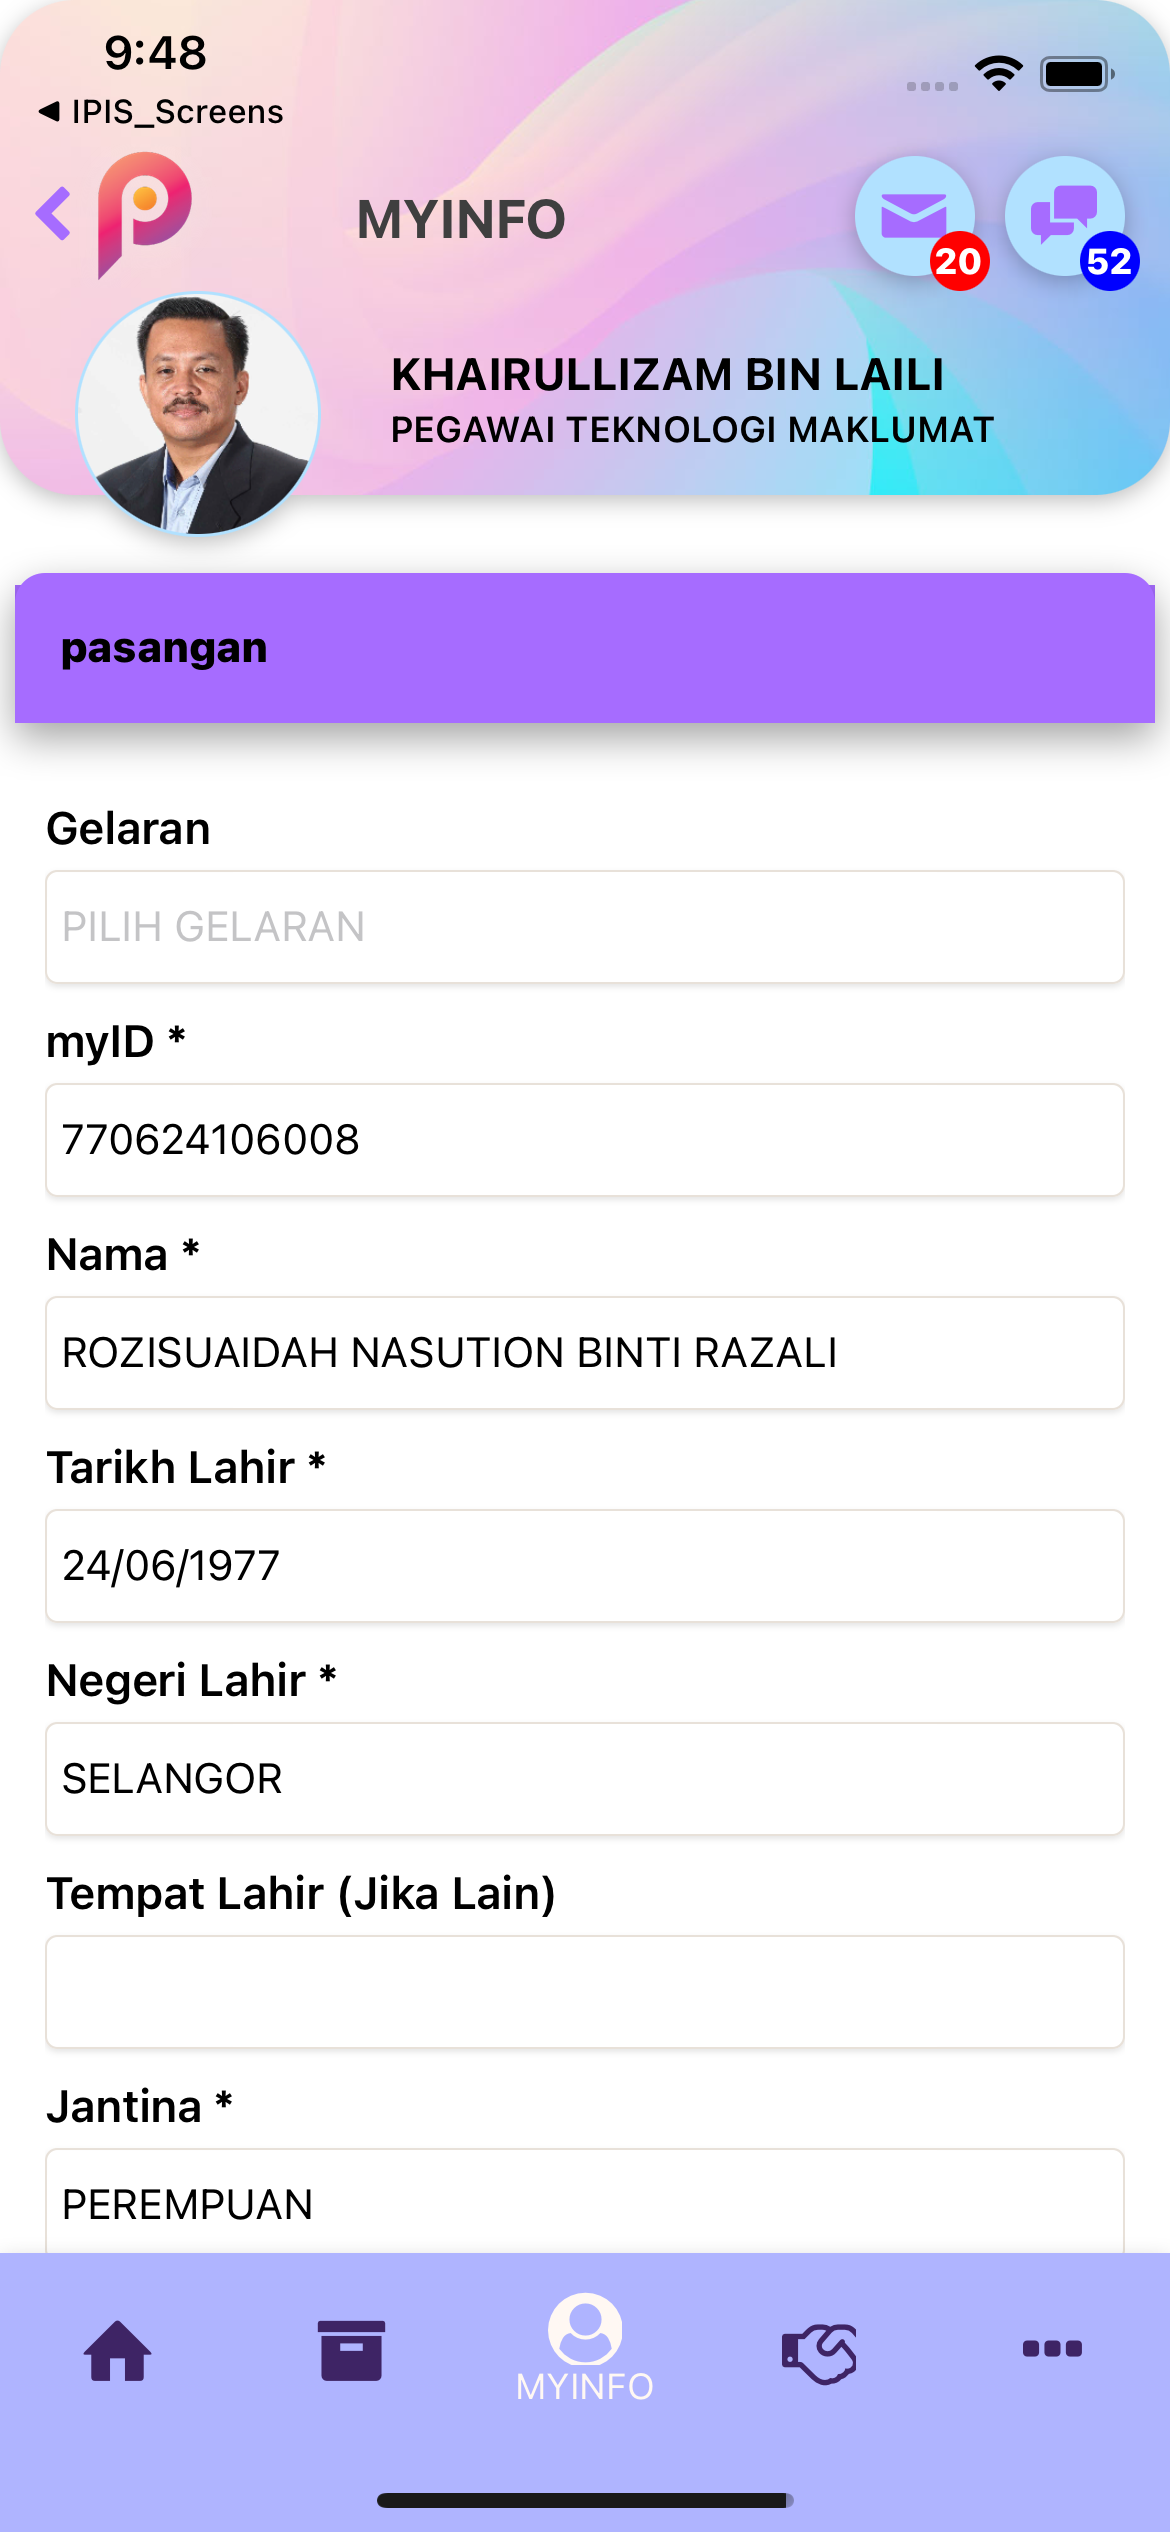 9:48
◀ IPIS_Screens
MYINFO
20
52
KHAIRULLIZAM BIN LAILI
PEGAWAI TEKNOLOGI MAKLUMAT
pasangan
Gelaran
PILIH GELARAN
myID *
770624106008
Nama *
ROZISUAIDAH NASUTION BINTI RAZALI
Tarikh Lahir *
24/06/1977
Negeri Lahir *
SELANGOR
Tempat Lahir (Jika Lain)
Jantina *
PEREMPUAN
MYINFO